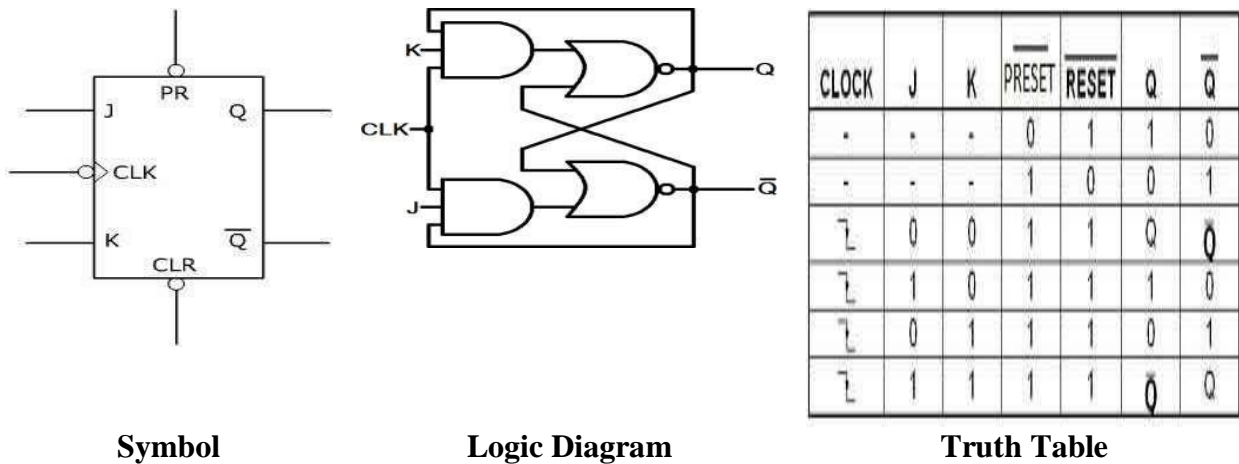 PR
J Q
CLK
K Q̅
CLR
K
Q
CLK
J
Q̅
CLOCK J K P̅R̅E̅S̅E̅T̅ R̅E̅S̅E̅T̅ Q Q̅
- - - 0 1 1 0
- - - 1 0 0 1
0 0 1 1 Q Q̅
1 0 1 1 1 0
0 1 1 1 0 1
1 1 1 1 Q̅ Q
Symbol Logic Diagram Truth Table